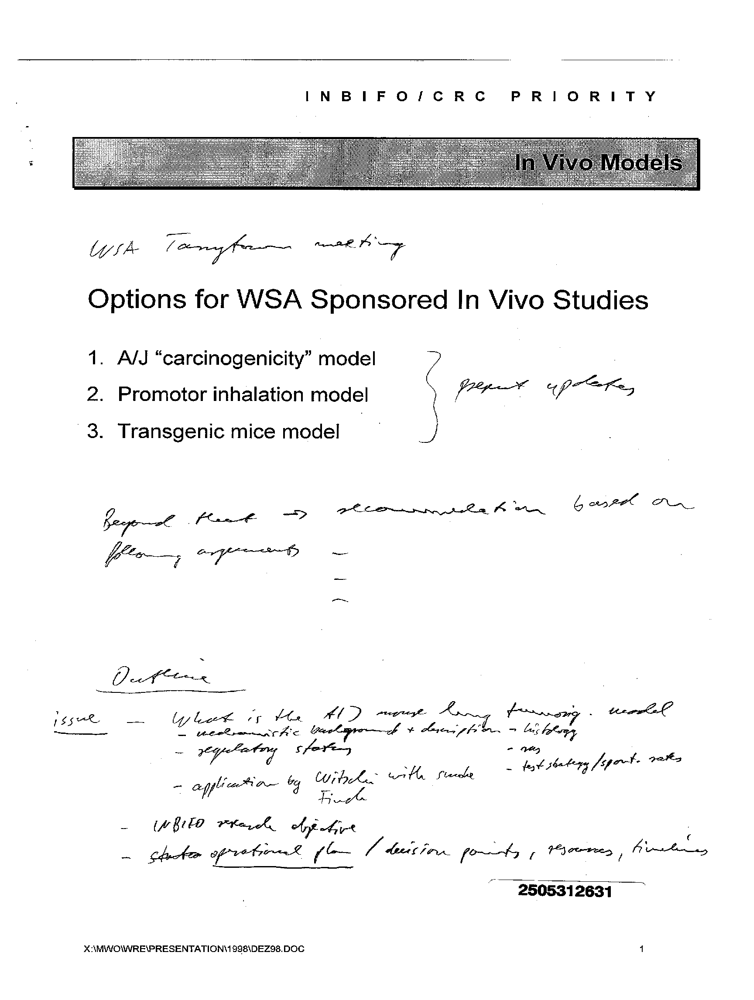 INBIFO/CRC PRIORITY
In Vivo Models
WSA Tarrytown meeting
Options for WSA Sponsored In Vivo Studies
1. A/J “carcinogenicity” model
2. Promotor inhalation model
3. Transgenic mice model
present updates
Beyond that → recommendation based on
following arguments –
–
–
Outline
issue – What is the A/J mouse lung tumorig. model
- mechanistic background + description - histology
- regulatory status - ras
- test strategy/spont. rates
- application by Witschi with smoke
Finch
- INBIFO research objective
- status operational plan / decision points, resources, timelines
2505312631
X:\MWO\WRE\PRESENTATION\1998\DEZ98.DOC 1